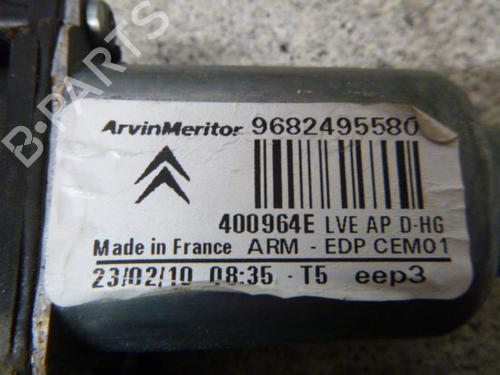 B-PARTS
ArvinMeritor 9682495580
400964E LVE AP D-HG
Made in France ARM - EDP CEM01
23/02/10 08:35 - T5 eep3